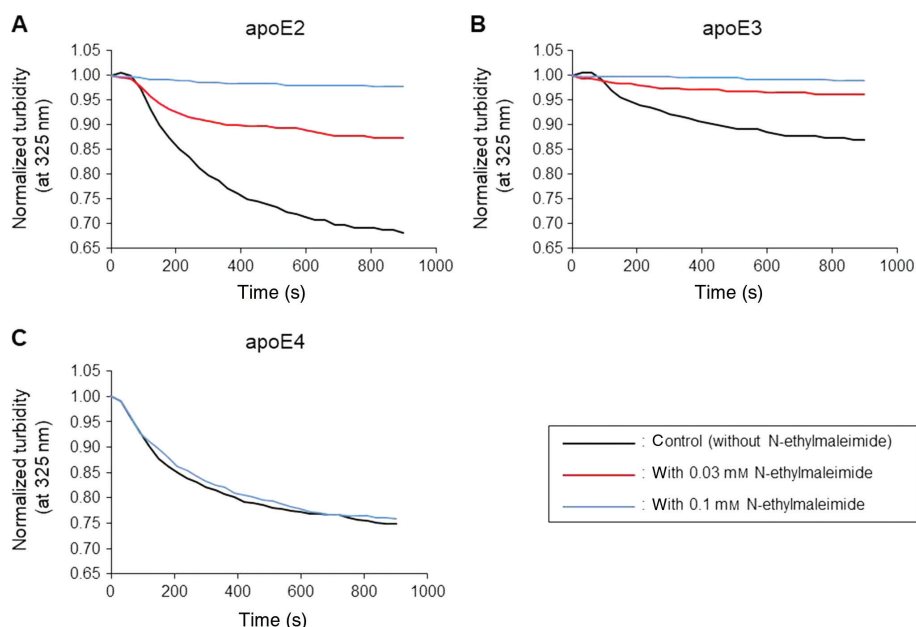 A
apoE2
Normalized turbidity
(at 325 nm)
1.05
1.00
0.95
0.90
0.85
0.80
0.75
0.70
0.65
0
200
400
600
800
1000
Time (s)
B
apoE3
Normalized turbidity
(at 325 nm)
1.05
1.00
0.95
0.90
0.85
0.80
0.75
0.70
0.65
0
200
400
600
800
1000
Time (s)
C
apoE4
Normalized turbidity
(at 325 nm)
1.05
1.00
0.95
0.90
0.85
0.80
0.75
0.70
0.65
0
200
400
600
800
1000
Time (s)
: Control (without N-ethylmaleimide)
: With 0.03 mM N-ethylmaleimide
: With 0.1 mM N-ethylmaleimide